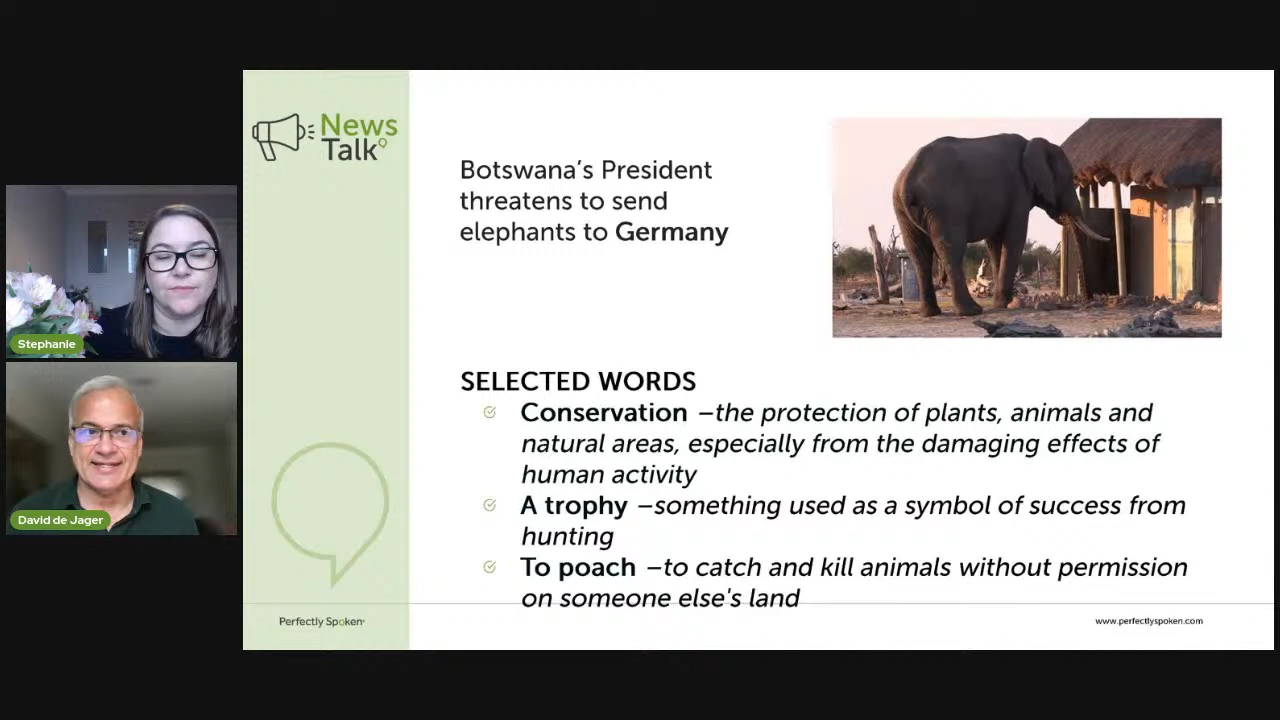 News
Talk
Botswana’s President
threatens to send
elephants to Germany
Stephanie
David de Jager
SELECTED WORDS
Conservation –the protection of plants, animals and
natural areas, especially from the damaging effects of
human activity
A trophy –something used as a symbol of success from
hunting
To poach –to catch and kill animals without permission
on someone else's land
Perfectly Spoken
www.perfectlyspoken.com